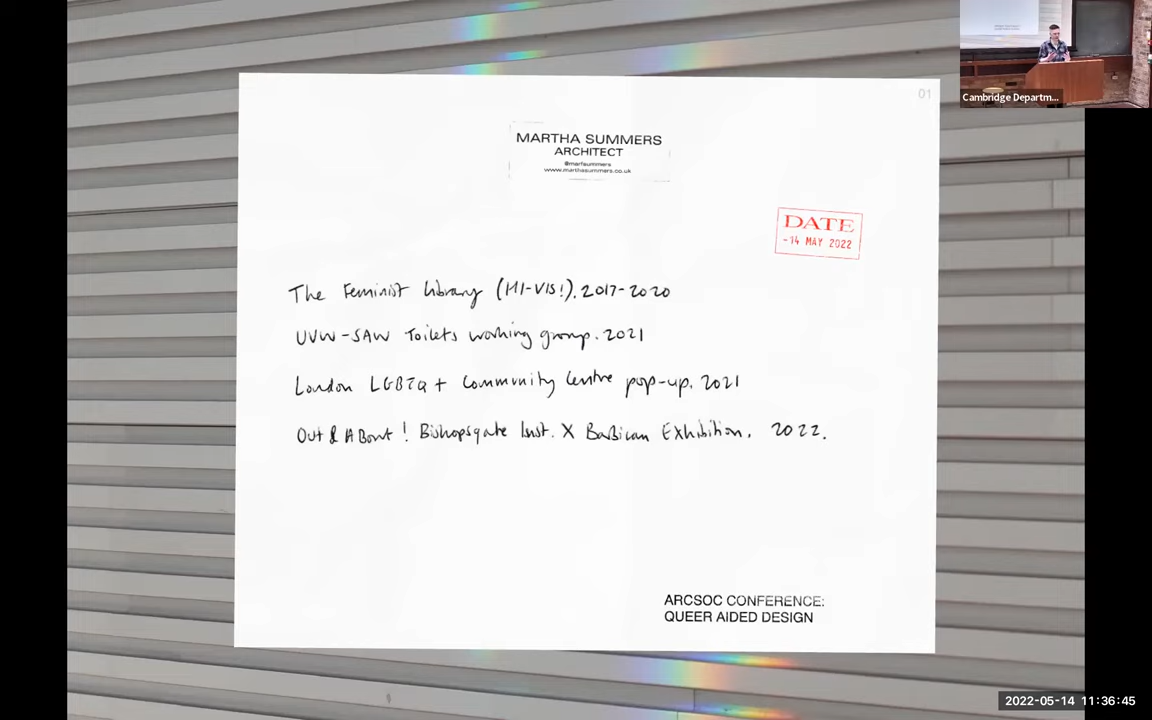 01
Cambridge Departm...
MARTHA SUMMERS
ARCHITECT
@marfsummers
www.marthasummers.co.uk
DATE
-14 MAY 2022
The Feminist Library (HI-VIS!). 2017-2020
UVW-SAW Toilets working group. 2021
London LGBTQ+ Community Centre pop-up. 2021
Out & About! Bishopsgate Inst. X Barbican Exhibition. 2022.
ARCSOC CONFERENCE:
QUEER AIDED DESIGN
2022-05-14 11:36:45